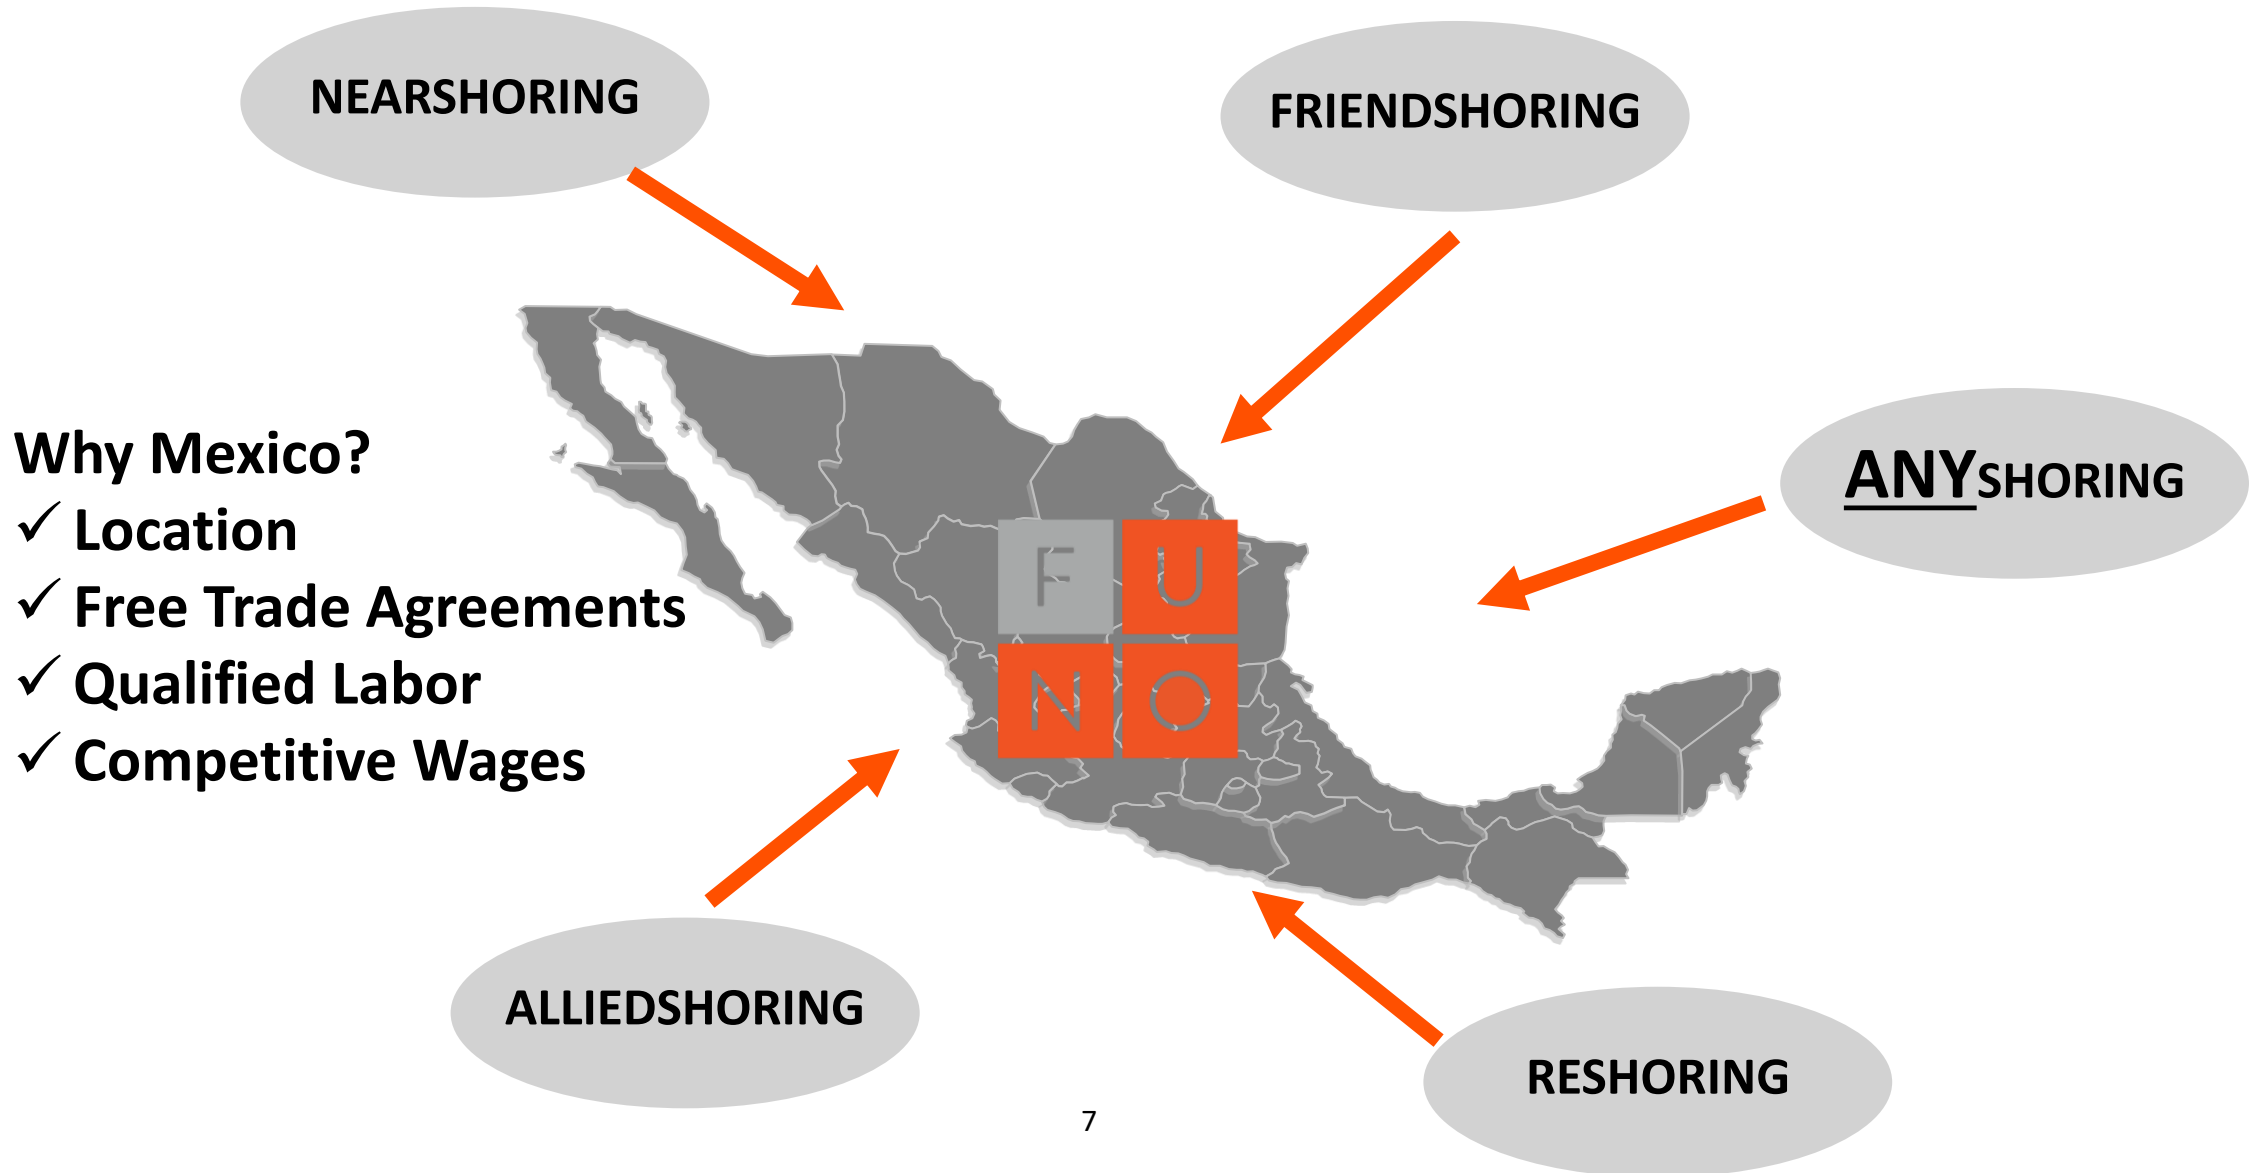 NEARSHORING
FRIENDSHORING
ANYSHORING
Why Mexico?
✓ Location
✓ Free Trade Agreements
✓ Qualified Labor
✓ Competitive Wages
F U
N O
ALLIEDSHORING
RESHORING
7